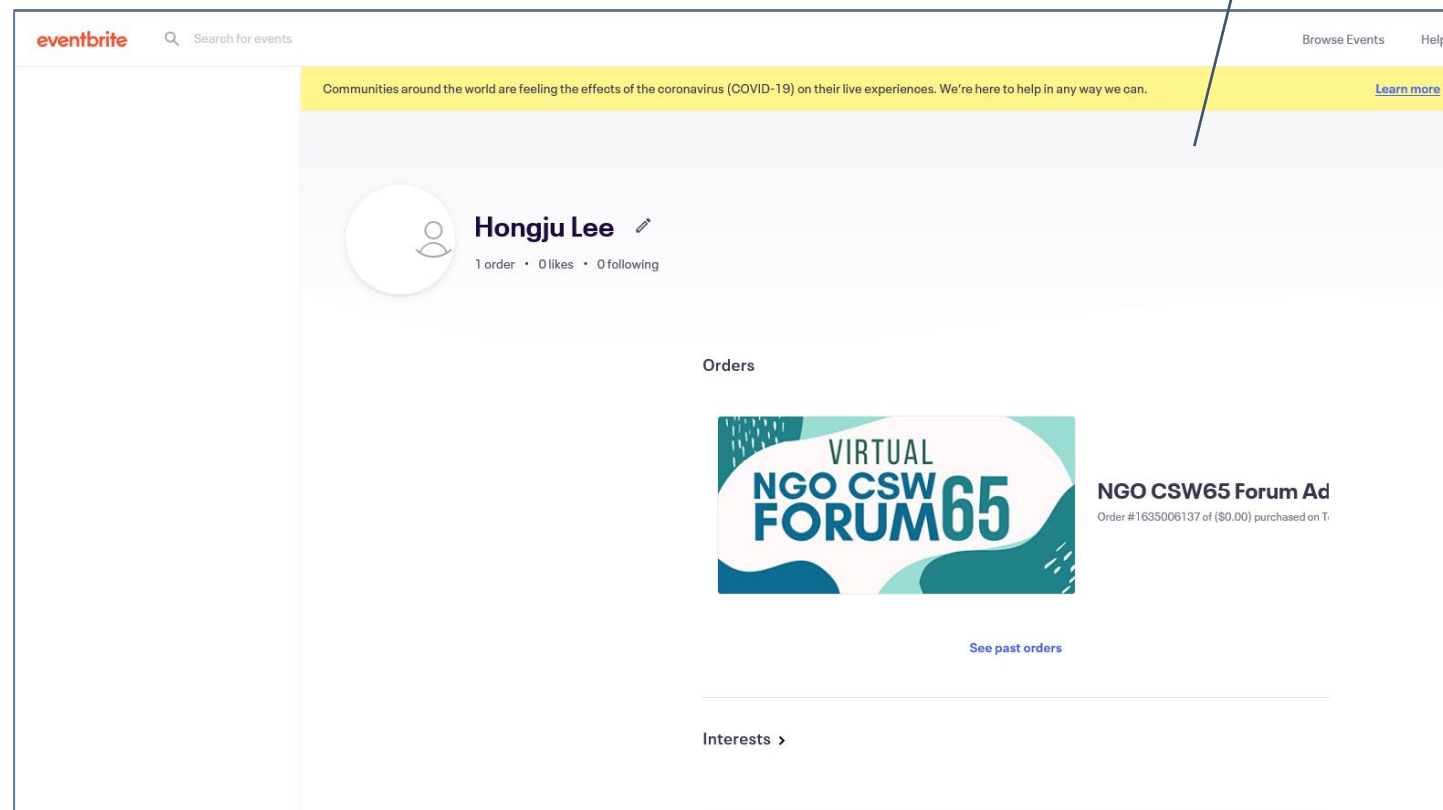 eventbrite
Search for events
Browse Events
Help
Communities around the world are feeling the effects of the coronavirus (COVID-19) on their live experiences. We're here to help in any way we can.
Learn more
Hongju Lee
1 order • 0 likes • 0 following
Orders
VIRTUAL
NGO CSW
FORUM 65
NGO CSW65 Forum Ad
Order #1635006137 of ($0.00) purchased on
See past orders
Interests >